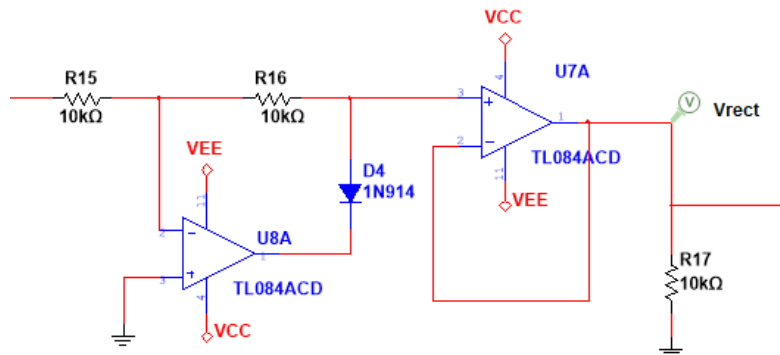 VCC
R15
10kΩ
R16
10kΩ
4
U7A
3
+
1
V
Vrect
2
−
TL084ACD
VEE
11
D4
1N914
VEE
11
2
−
U8A
1
3
+
TL084ACD
4
VCC
R17
10kΩ